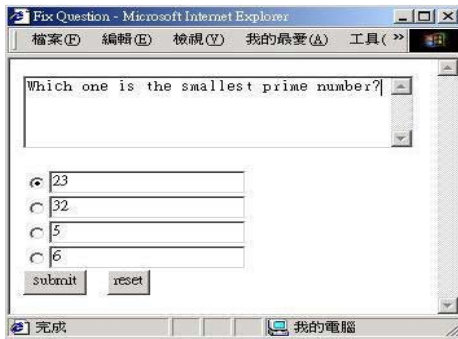 Fix Question - Microsoft Internet Explorer
檔案(F) 編輯(E) 檢視(V) 我的最愛(A) 工具( »
Which one is the smallest prime number?
23
32
5
6
submit reset
完成 我的電腦